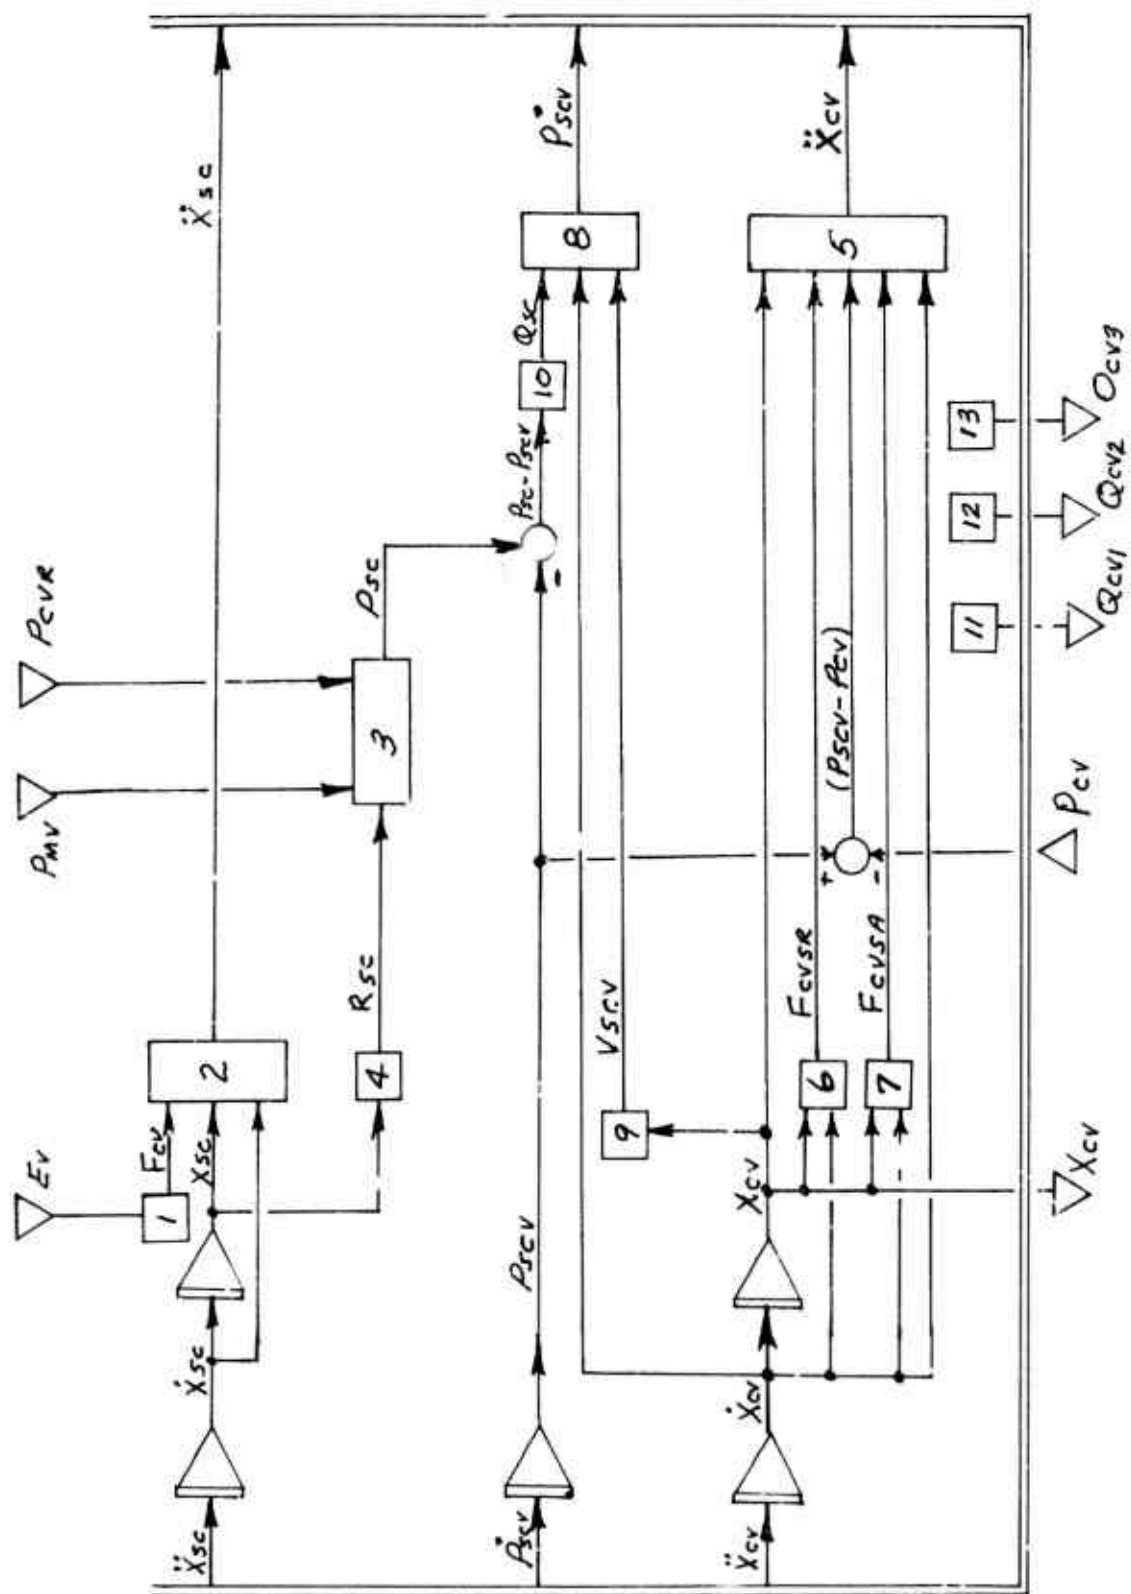 Ẍsc
Ẋsc
Xsc
Ev
1
Fcv
2
Ẍsc
4
Rsc
PMV
PCVR
3
Psc
Ṗscv
Pscv
-
Psc-Pscv
10
Qsc
8
Ṗscv
9
Vscv
Ẍcv
Ẋcv
Xcv
6
FCVSR
7
FCVSA
+
-
(Pscv-Pcv)
5
Ẍcv
Xcv
Pcv
11
Qcv1
12
Qcv2
13
Ocv3